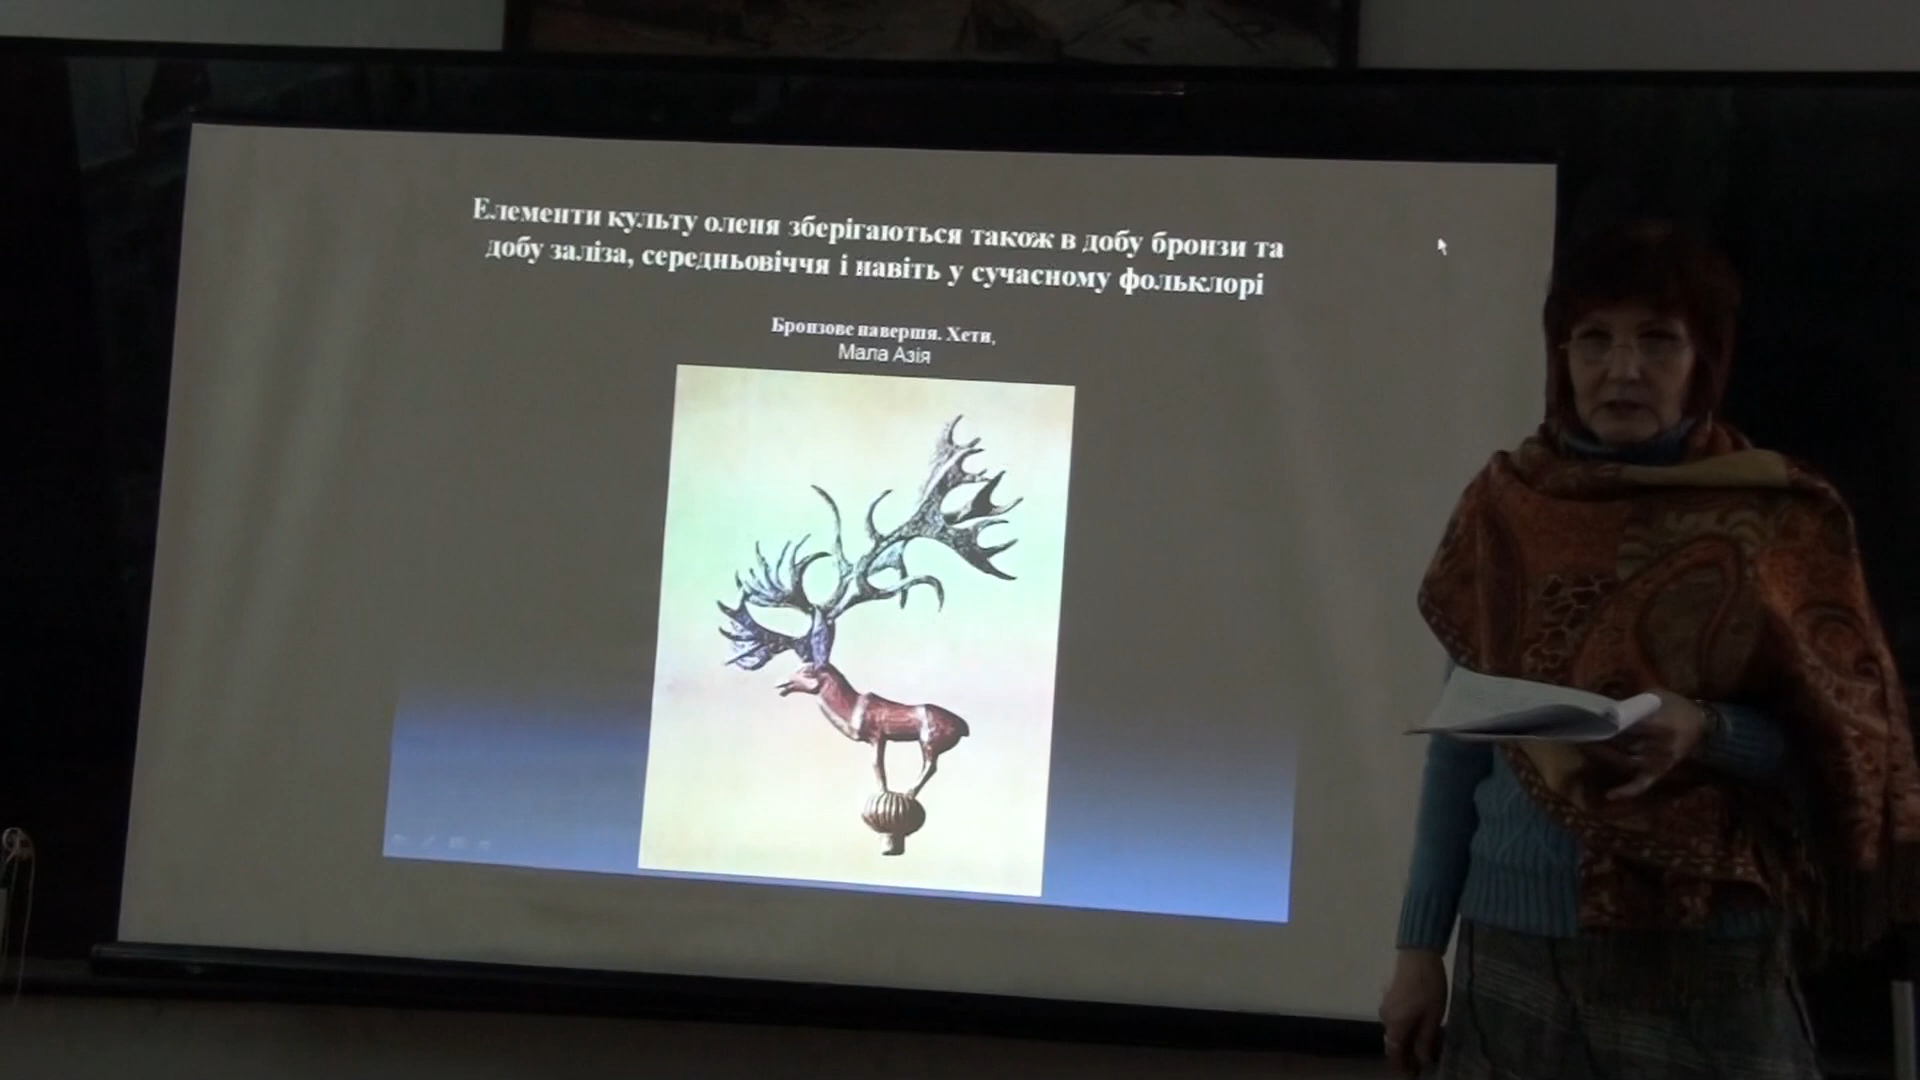 Елементи культу оленя зберігаються також в добу бронзи та
добу заліза, середньовіччя і навіть у сучасному фольклорі
Бронзове навершя. Хети,
Мала Азія